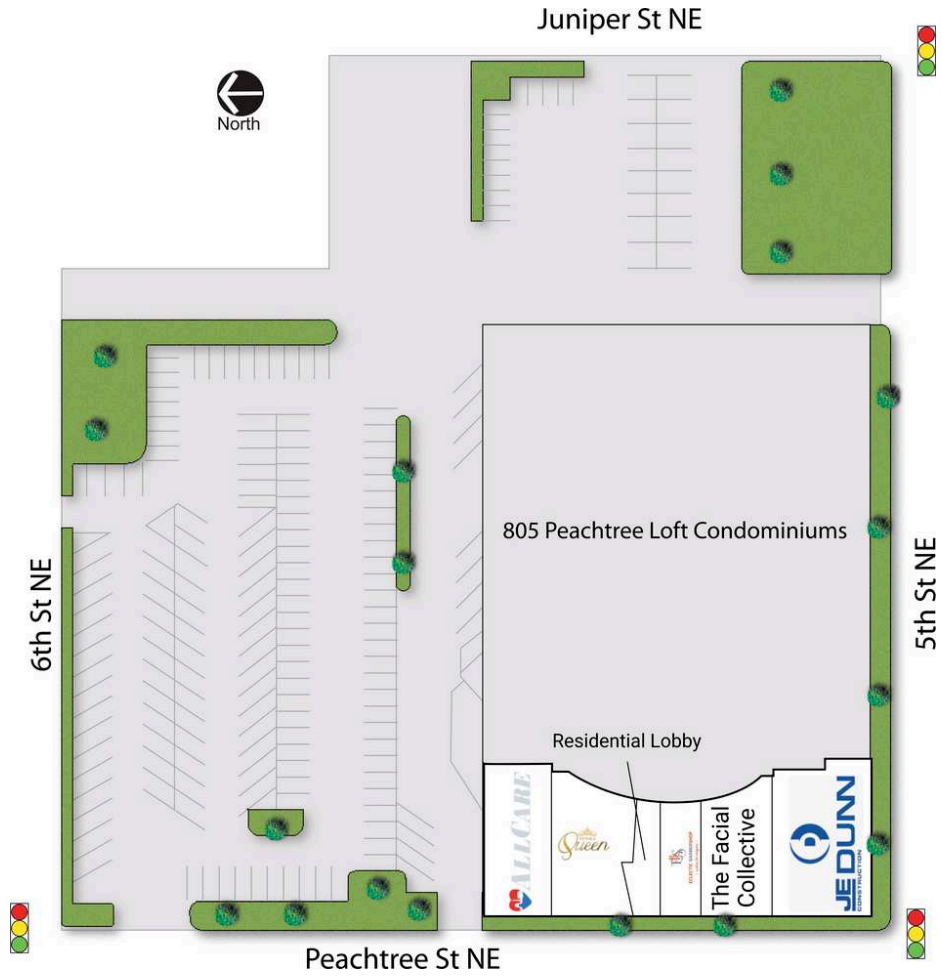 Juniper St NE
North
6th St NE
805 Peachtree Loft Condominiums
5th St NE
Residential Lobby
ALLCARE
Queen
The Facial
Collective
JE DUNN
CONSTRUCTION
Peachtree St NE